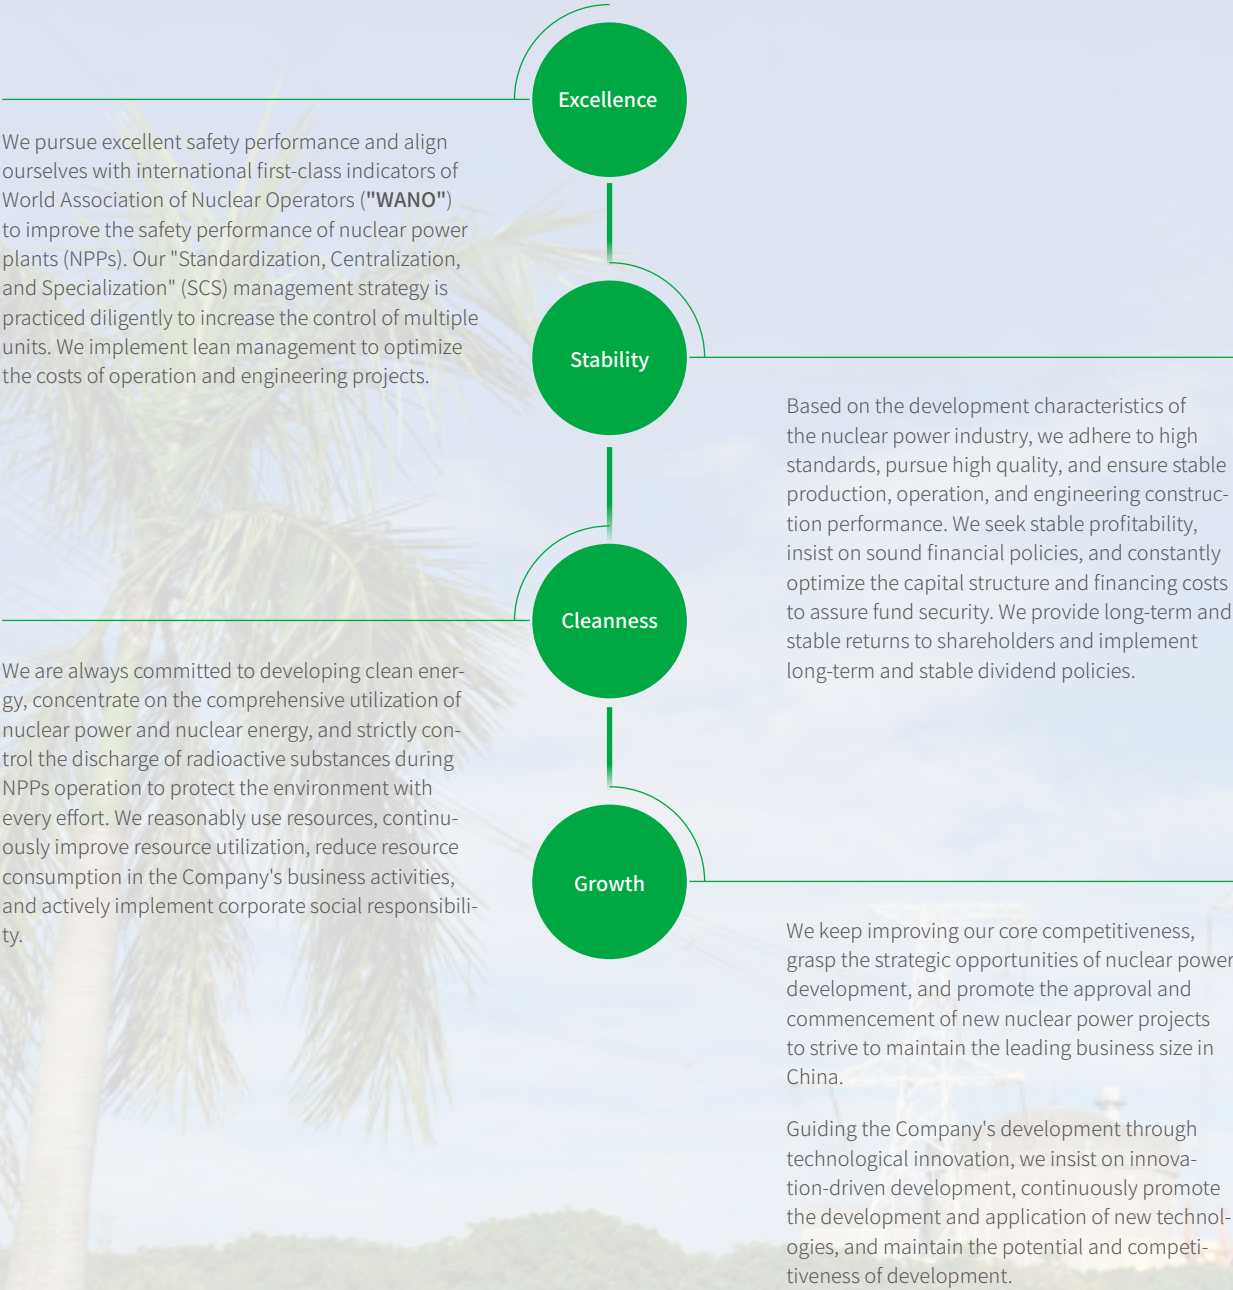 Excellence
We pursue excellent safety performance and align
ourselves with international first-class indicators of
World Association of Nuclear Operators ("WANO")
to improve the safety performance of nuclear power
plants (NPPs). Our "Standardization, Centralization,
and Specialization" (SCS) management strategy is
practiced diligently to increase the control of multiple
units. We implement lean management to optimize
the costs of operation and engineering projects.
Stability
Based on the development characteristics of
the nuclear power industry, we adhere to high
standards, pursue high quality, and ensure stable
production, operation, and engineering construc-
tion performance. We seek stable profitability,
insist on sound financial policies, and constantly
optimize the capital structure and financing costs
to assure fund security. We provide long-term and
stable returns to shareholders and implement
long-term and stable dividend policies.
Cleanness
We are always committed to developing clean ener-
gy, concentrate on the comprehensive utilization of
nuclear power and nuclear energy, and strictly con-
trol the discharge of radioactive substances during
NPPs operation to protect the environment with
every effort. We reasonably use resources, continu-
ously improve resource utilization, reduce resource
consumption in the Company's business activities,
and actively implement corporate social responsibili-
ty.
Growth
We keep improving our core competitiveness,
grasp the strategic opportunities of nuclear power
development, and promote the approval and
commencement of new nuclear power projects
to strive to maintain the leading business size in
China.
Guiding the Company's development through
technological innovation, we insist on innova-
tion-driven development, continuously promote
the development and application of new technol-
ogies, and maintain the potential and competi-
tiveness of development.